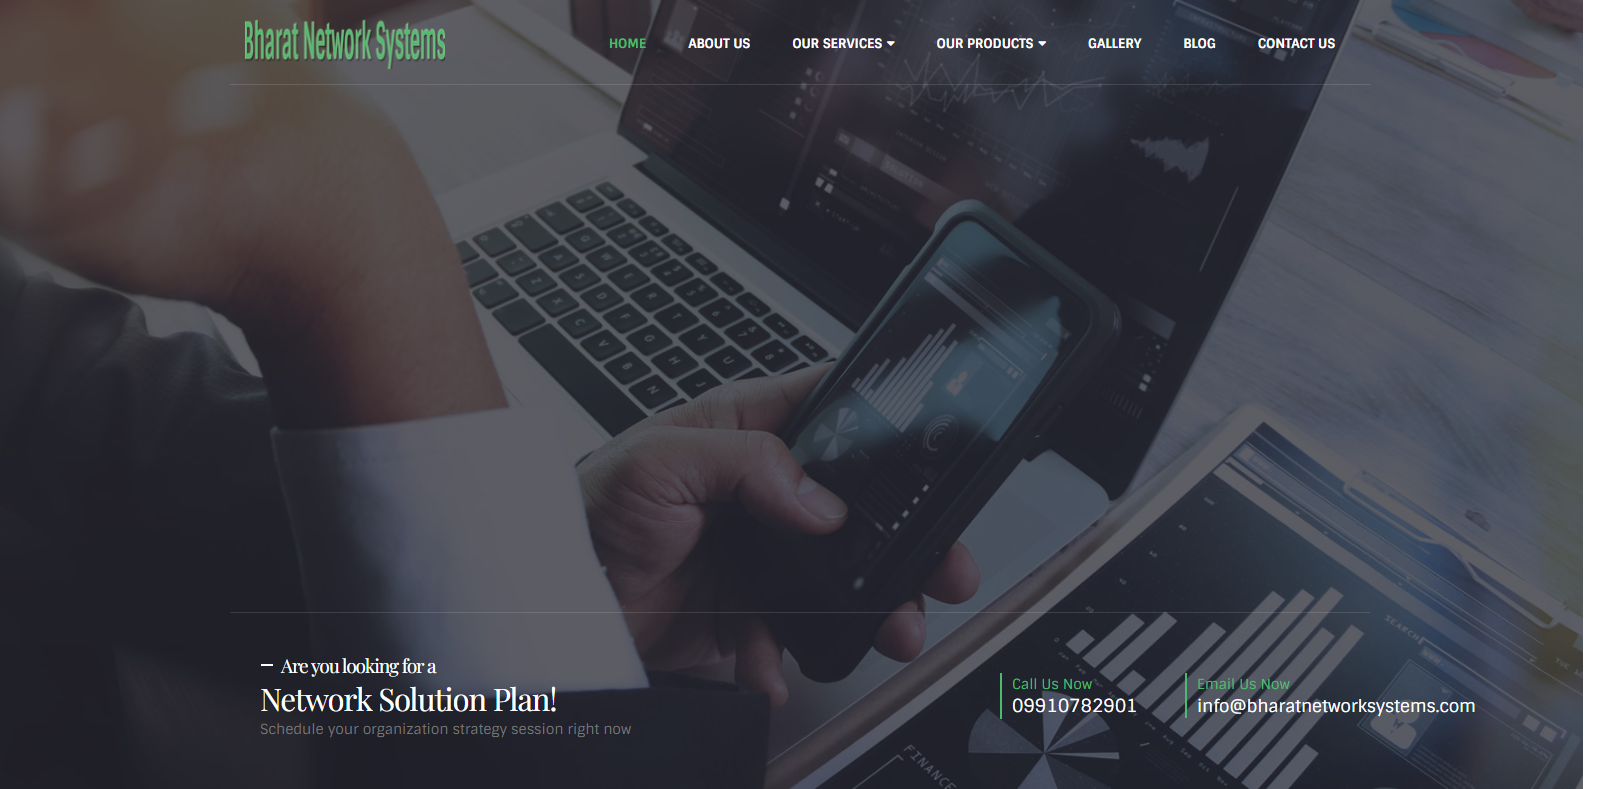 Bharat Network Systems
HOME ABOUT US OUR SERVICES OUR PRODUCTS GALLERY BLOG CONTACT US
Are you looking for a
Network Solution Plan!
Schedule your organization strategy session right now
Call Us Now
09910782901
Email Us Now
info@bharatnetworksystems.com
SEARCH
FINANCE